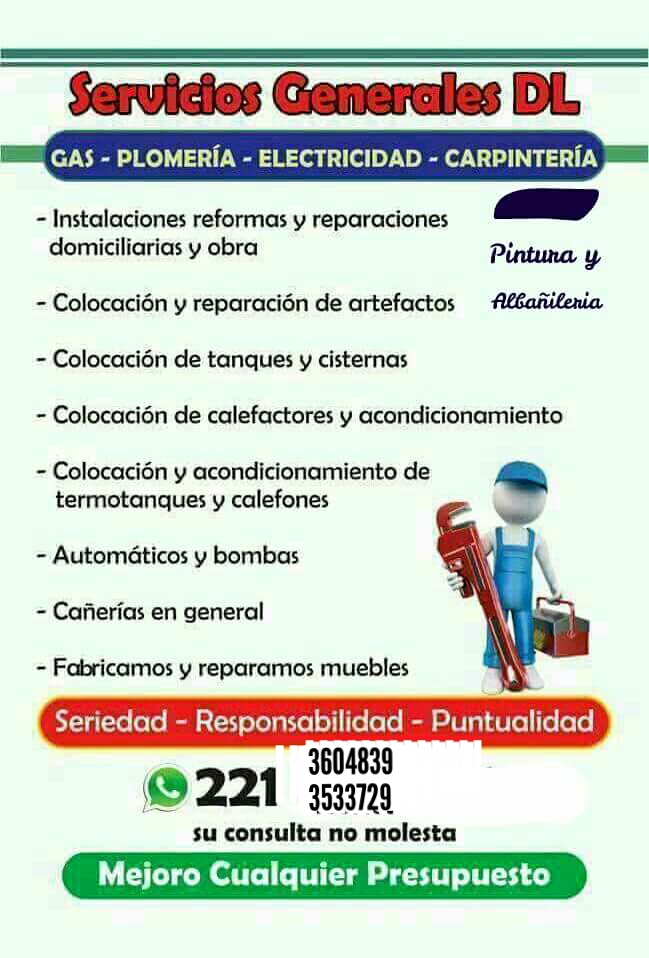 Servicios Generales DL
GAS - PLOMERÍA - ELECTRICIDAD - CARPINTERÍA
- Instalaciones reformas y reparaciones
domiciliarias y obra
Pintura y
Albañileria
- Colocación y reparación de artefactos
- Colocación de tanques y cisternas
- Colocación de calefactores y acondicionamiento
- Colocación y acondicionamiento de
termotanques y calefones
- Automáticos y bombas
- Cañerías en general
- Fabricamos y reparamos muebles
Seriedad - Responsabilidad - Puntualidad
221
3604839
3533729
su consulta no molesta
Mejoro Cualquier Presupuesto